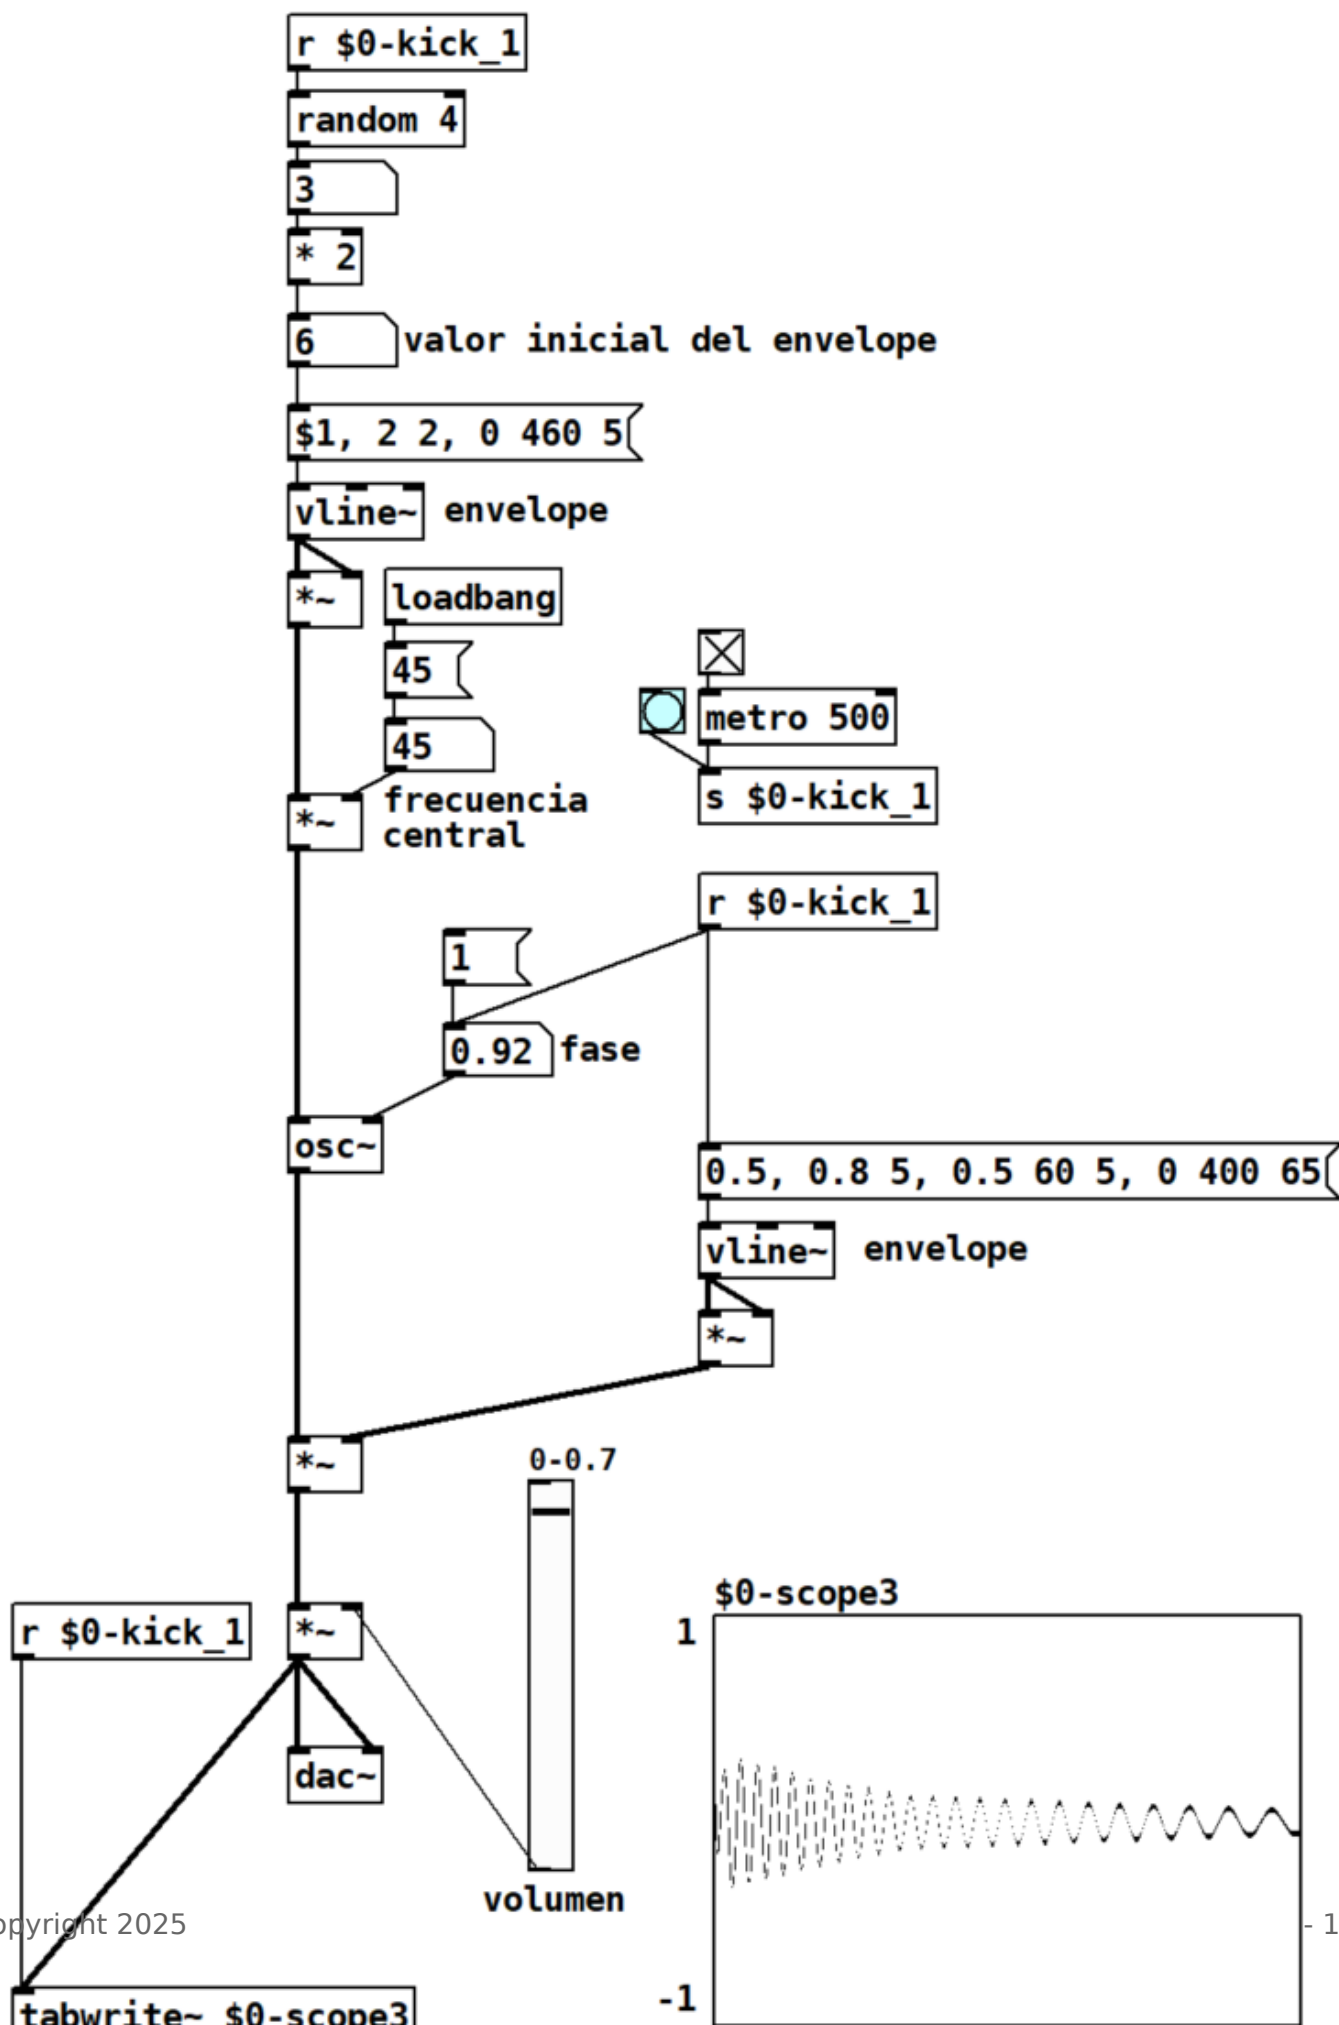 r $0-kick_1
random 4
3
* 2
6
valor inicial del envelope
$1, 2 2, 0 460 5
vline~
envelope
*~
loadbang
45
45
frecuencia
central
*~
metro 500
s $0-kick_1
r $0-kick_1
1
0.92
fase
osc~
0.5, 0.8 5, 0.5 60 5, 0 400 65
vline~
envelope
*~
*~
0-0.7
r $0-kick_1
*~
dac~
volumen
$0-scope3
1
-1
opyright 2025
- 1
tabwrite~ $0-scope3